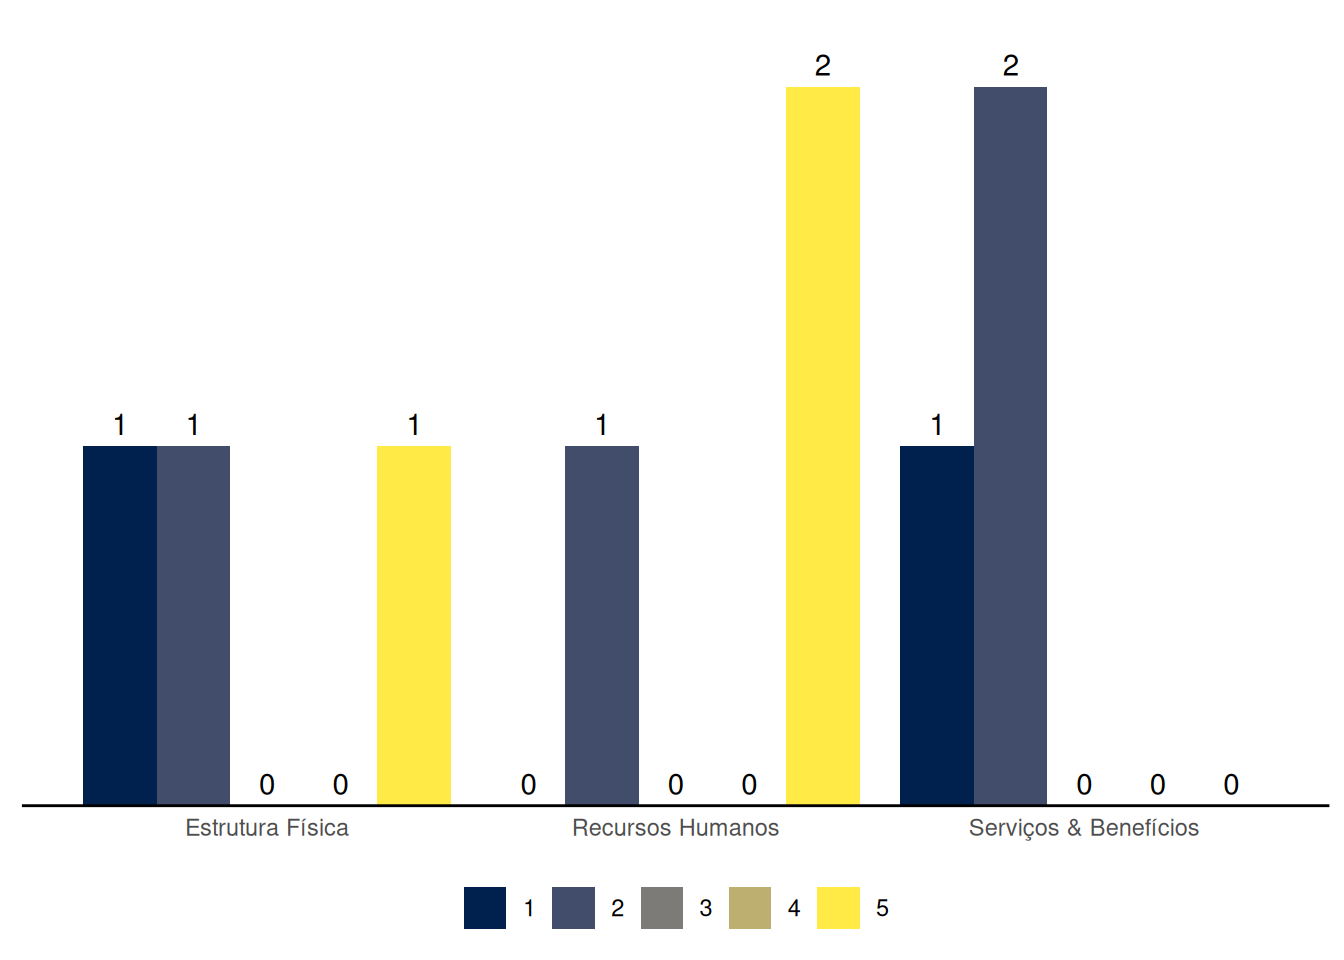 2 2
1 1 1 1 1
0 0 0 0 0 0 0 0
Estrutura Física Recursos Humanos Serviços & Benefícios
1 2 3 4 5